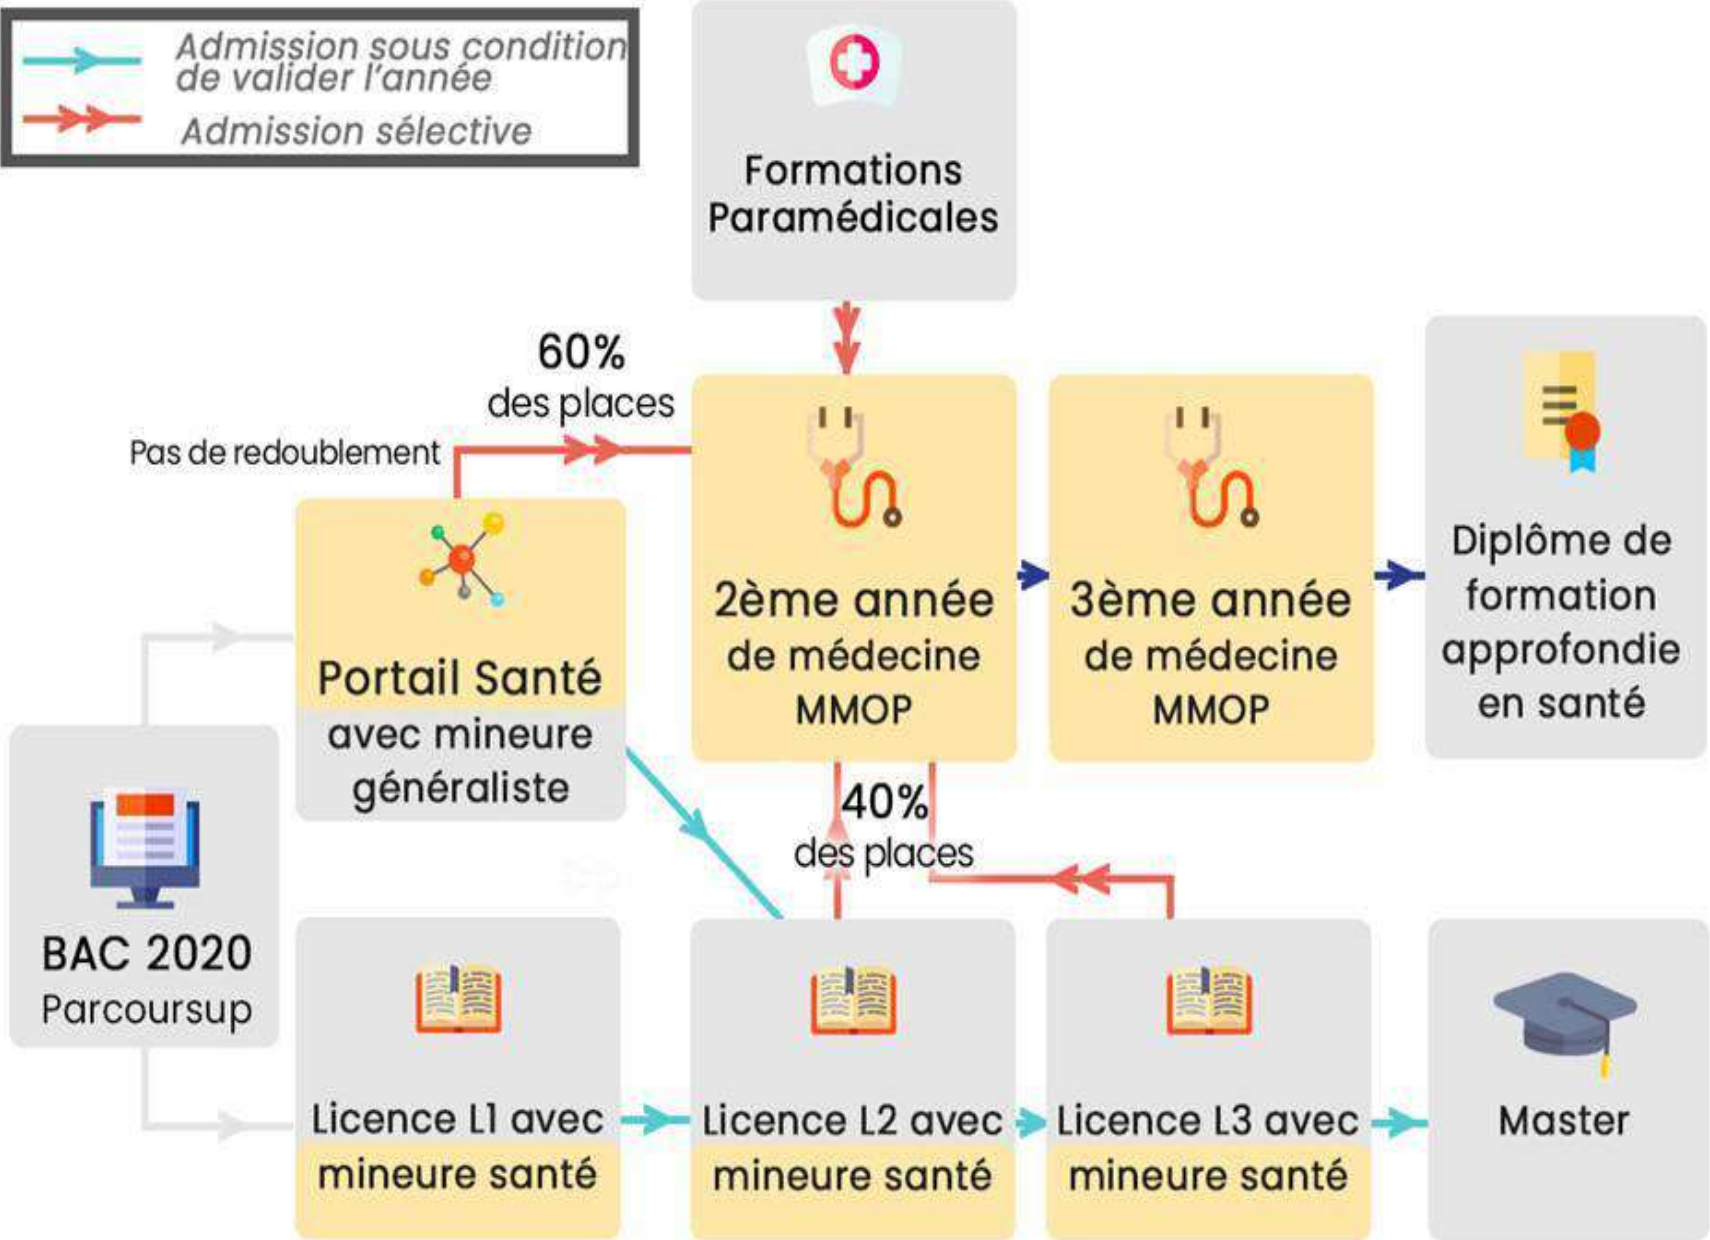 Admission sous condition
de valider l'année
Admission sélective
Formations
Paramédicales
60%
des places
Pas de redoublement
Portail Santé
avec mineure
généraliste
2ème année
de médecine
MMOP
3ème année
de médecine
MMOP
Diplôme de
formation
approfondie
en santé
40%
des places
BAC 2020
Parcoursup
Licence L1 avec
mineure santé
Licence L2 avec
mineure santé
Licence L3 avec
mineure santé
Master